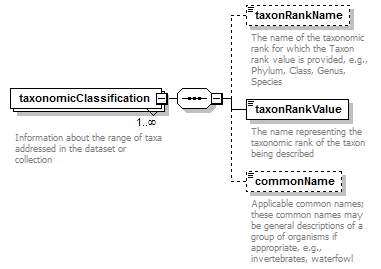 taxonRankName
The name of the taxonomic
rank for which the Taxon
rank value is provided, e.g.,
Phylum, Class, Genus,
Species
taxonomicClassification
1..∞
Information about the range of taxa
addressed in the dataset or
collection
taxonRankValue
The name representing the
taxonomic rank of the taxon
being described
commonName
Applicable common names;
these common names may
be general descriptions of a
group of organisms if
appropriate, e.g.,
invertebrates, waterfowl